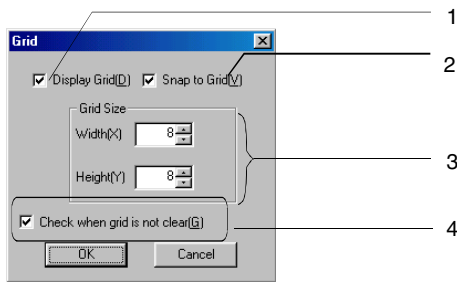 1
Grid
2
Display Grid(D) Snap to Grid(V)
Grid Size
Width(X) 8
3
Height(Y) 8
Check when grid is not clear(G)
4
OK Cancel